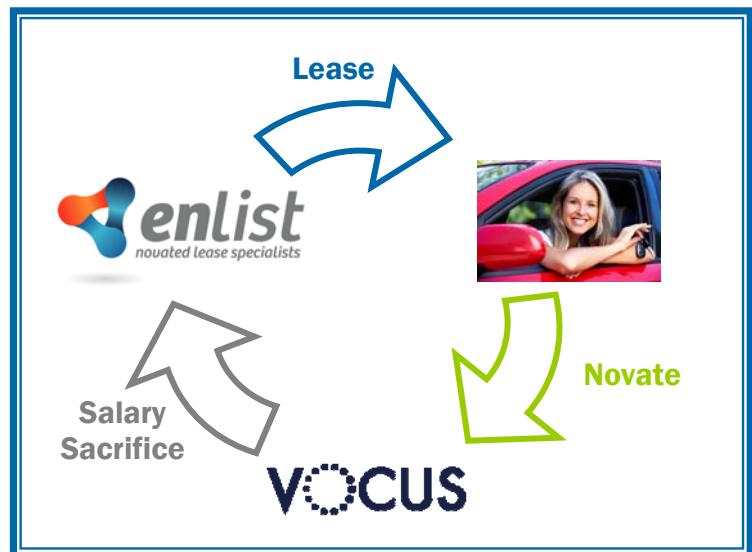 Lease
enlist
novated lease specialists
Novate
Salary
Sacrifice
VOCUS